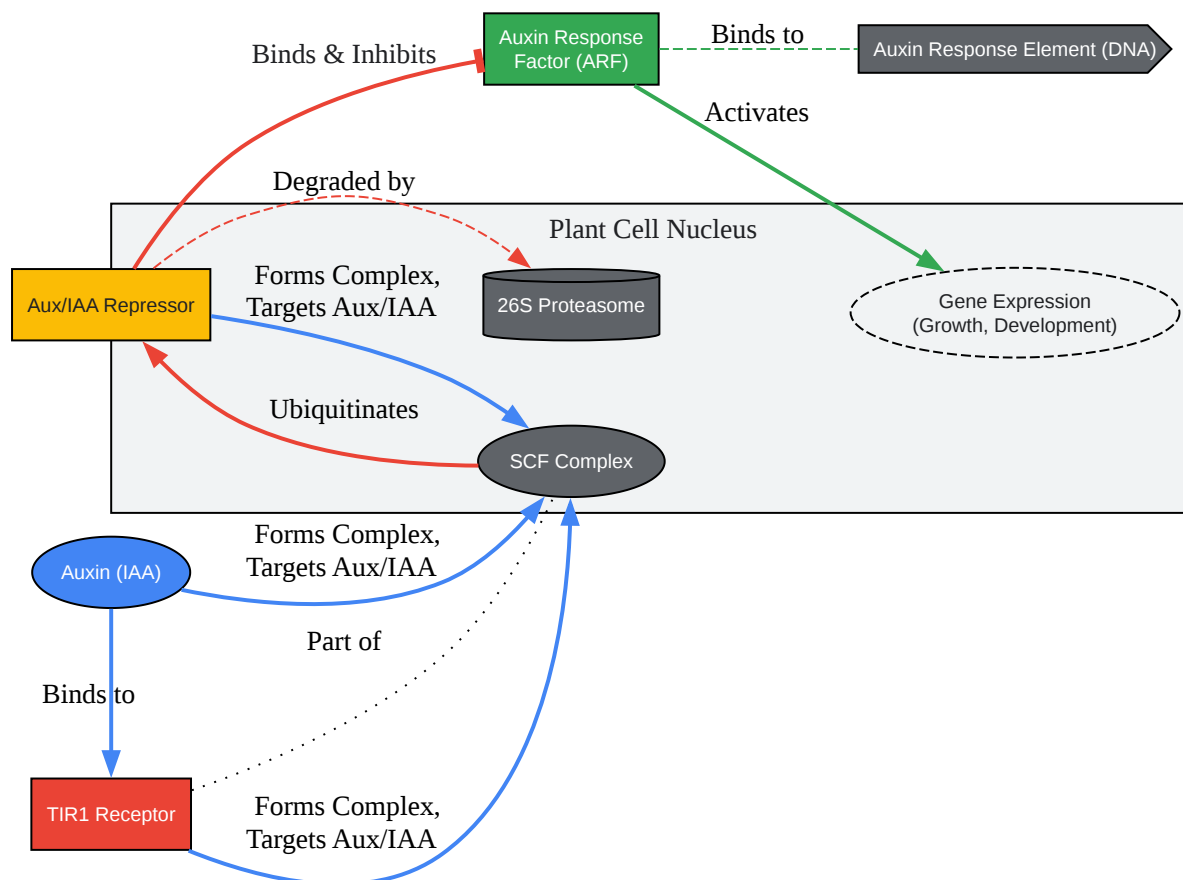 Auxin Response
Factor (ARF)
Binds to
Auxin Response Element (DNA)
Binds & Inhibits
Activates
Degraded by
Plant Cell Nucleus
Aux/IAA Repressor
Forms Complex,
Targets Aux/IAA
26S Proteasome
Gene Expression
(Growth, Development)
Ubiquitinates
SCF Complex
Forms Complex,
Targets Aux/IAA
Auxin (IAA)
Part of
Binds to
TIR1 Receptor
Forms Complex,
Targets Aux/IAA